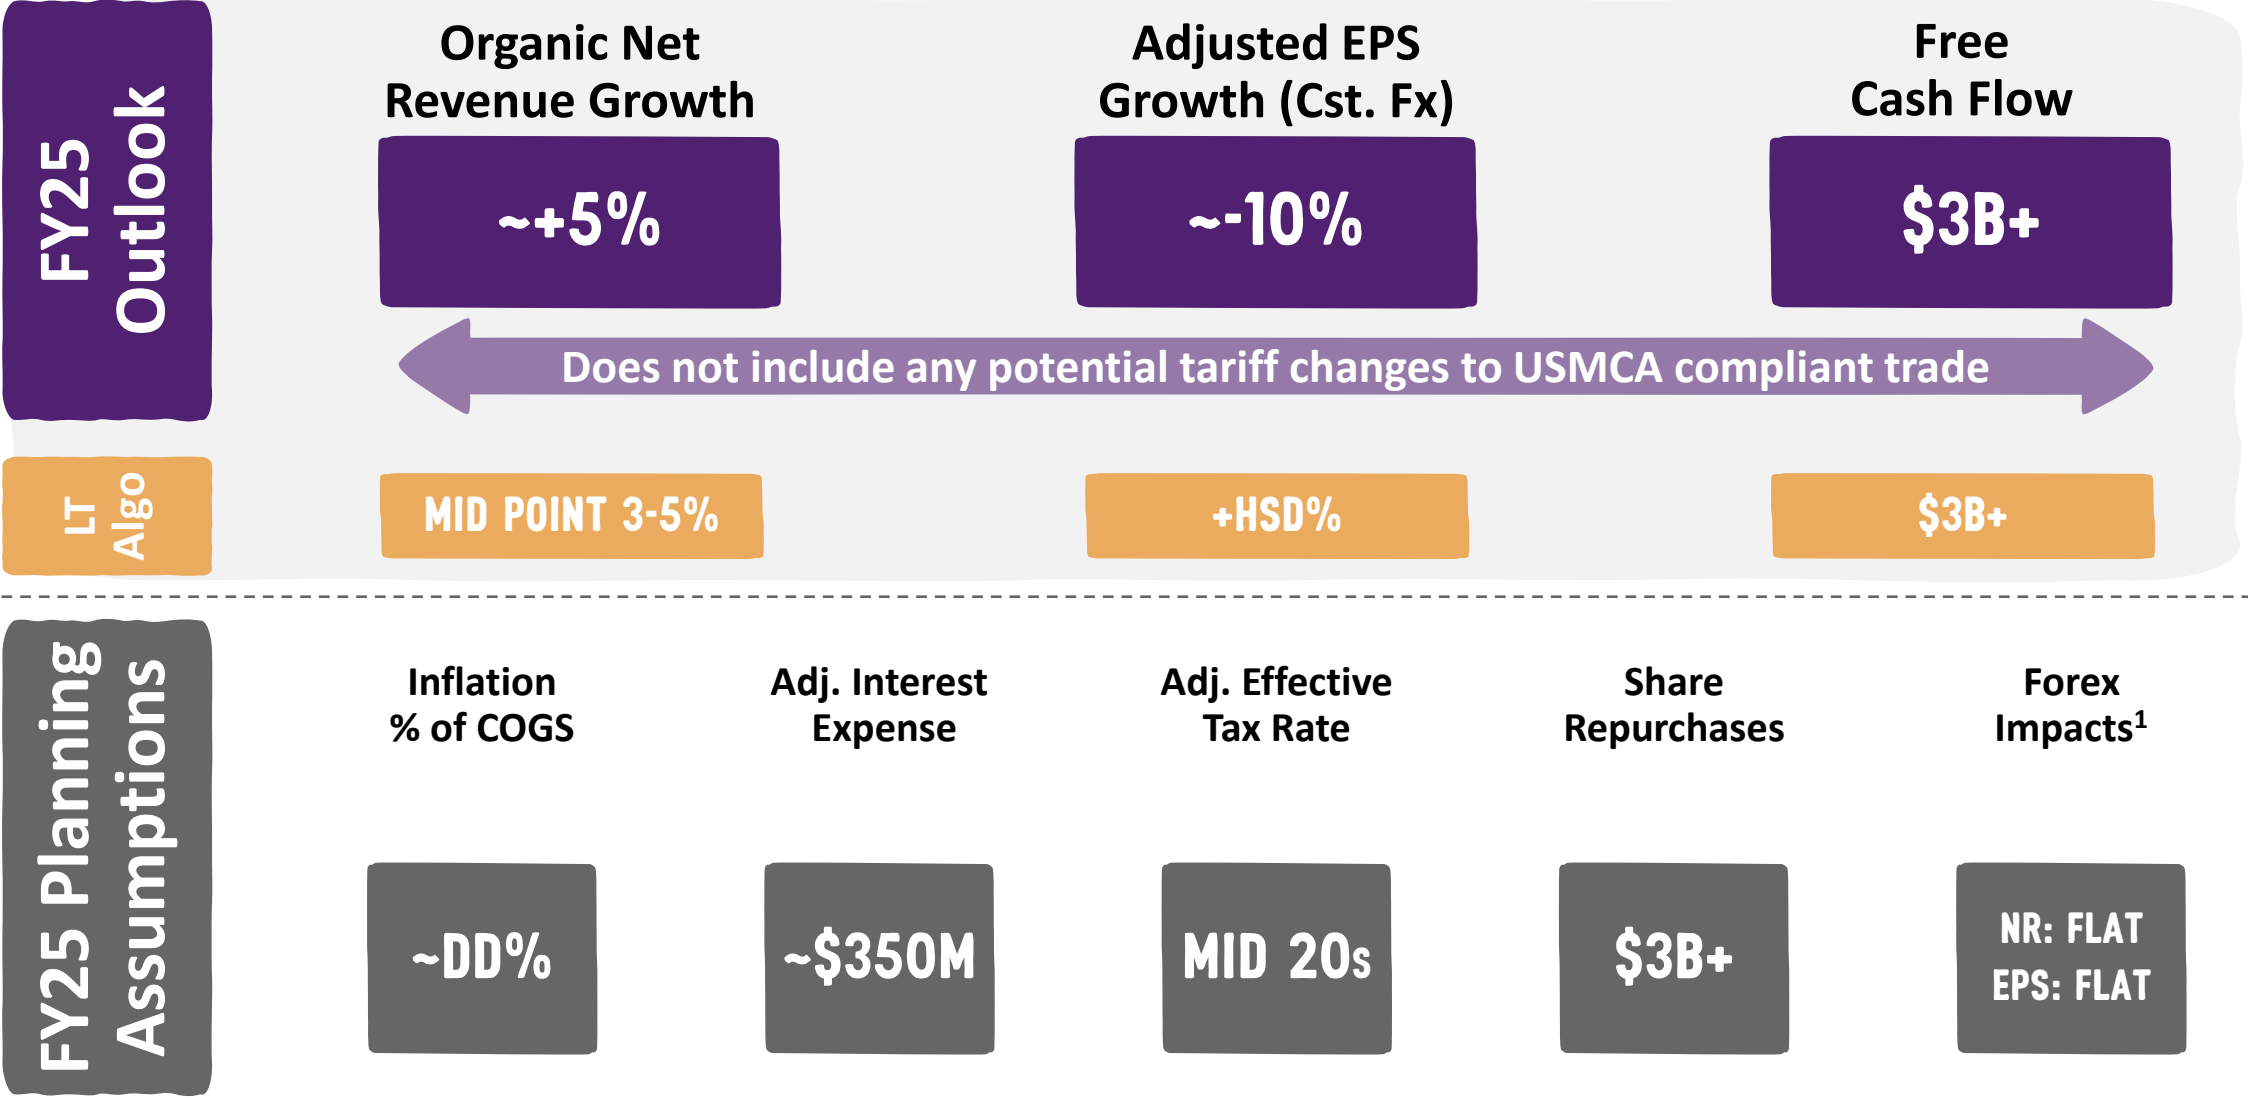 FY25
Outlook
Organic Net
Revenue Growth
Adjusted EPS
Growth (Cst. Fx)
Free
Cash Flow
~+5%
~-10%
$3B+
Does not include any potential tariff changes to USMCA compliant trade
LT
Algo
MID POINT 3-5%
+HSD%
$3B+
FY25 Planning
Assumptions
Inflation
% of COGS
Adj. Interest
Expense
Adj. Effective
Tax Rate
Share
Repurchases
Forex
Impacts¹
~DD%
~$350M
MID 20s
$3B+
NR: FLAT
EPS: FLAT